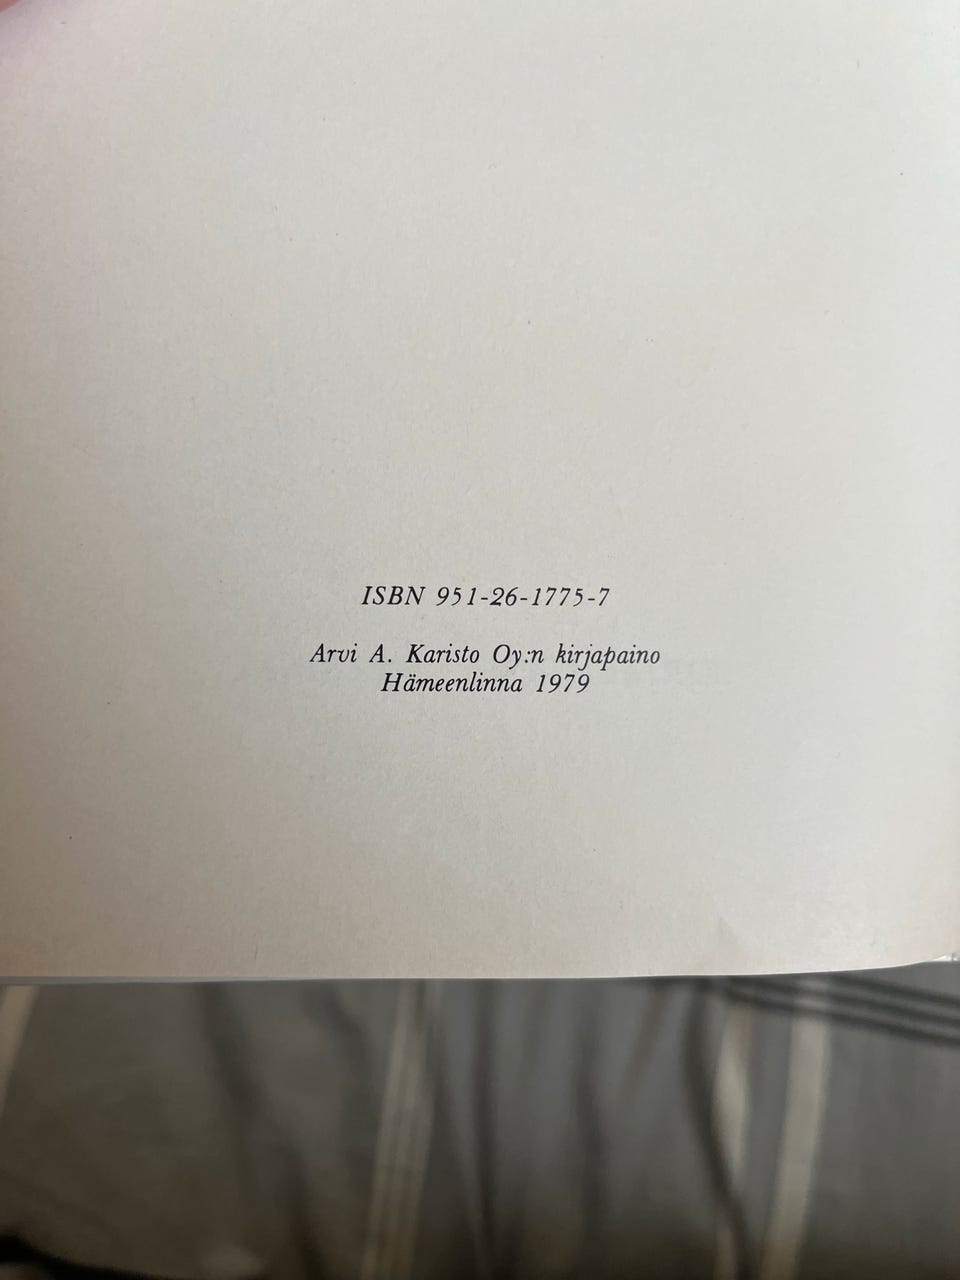 ISBN 951-26-1775-7
Arvi A. Karisto Oy:n kirjapaino
Hämeenlinna 1979